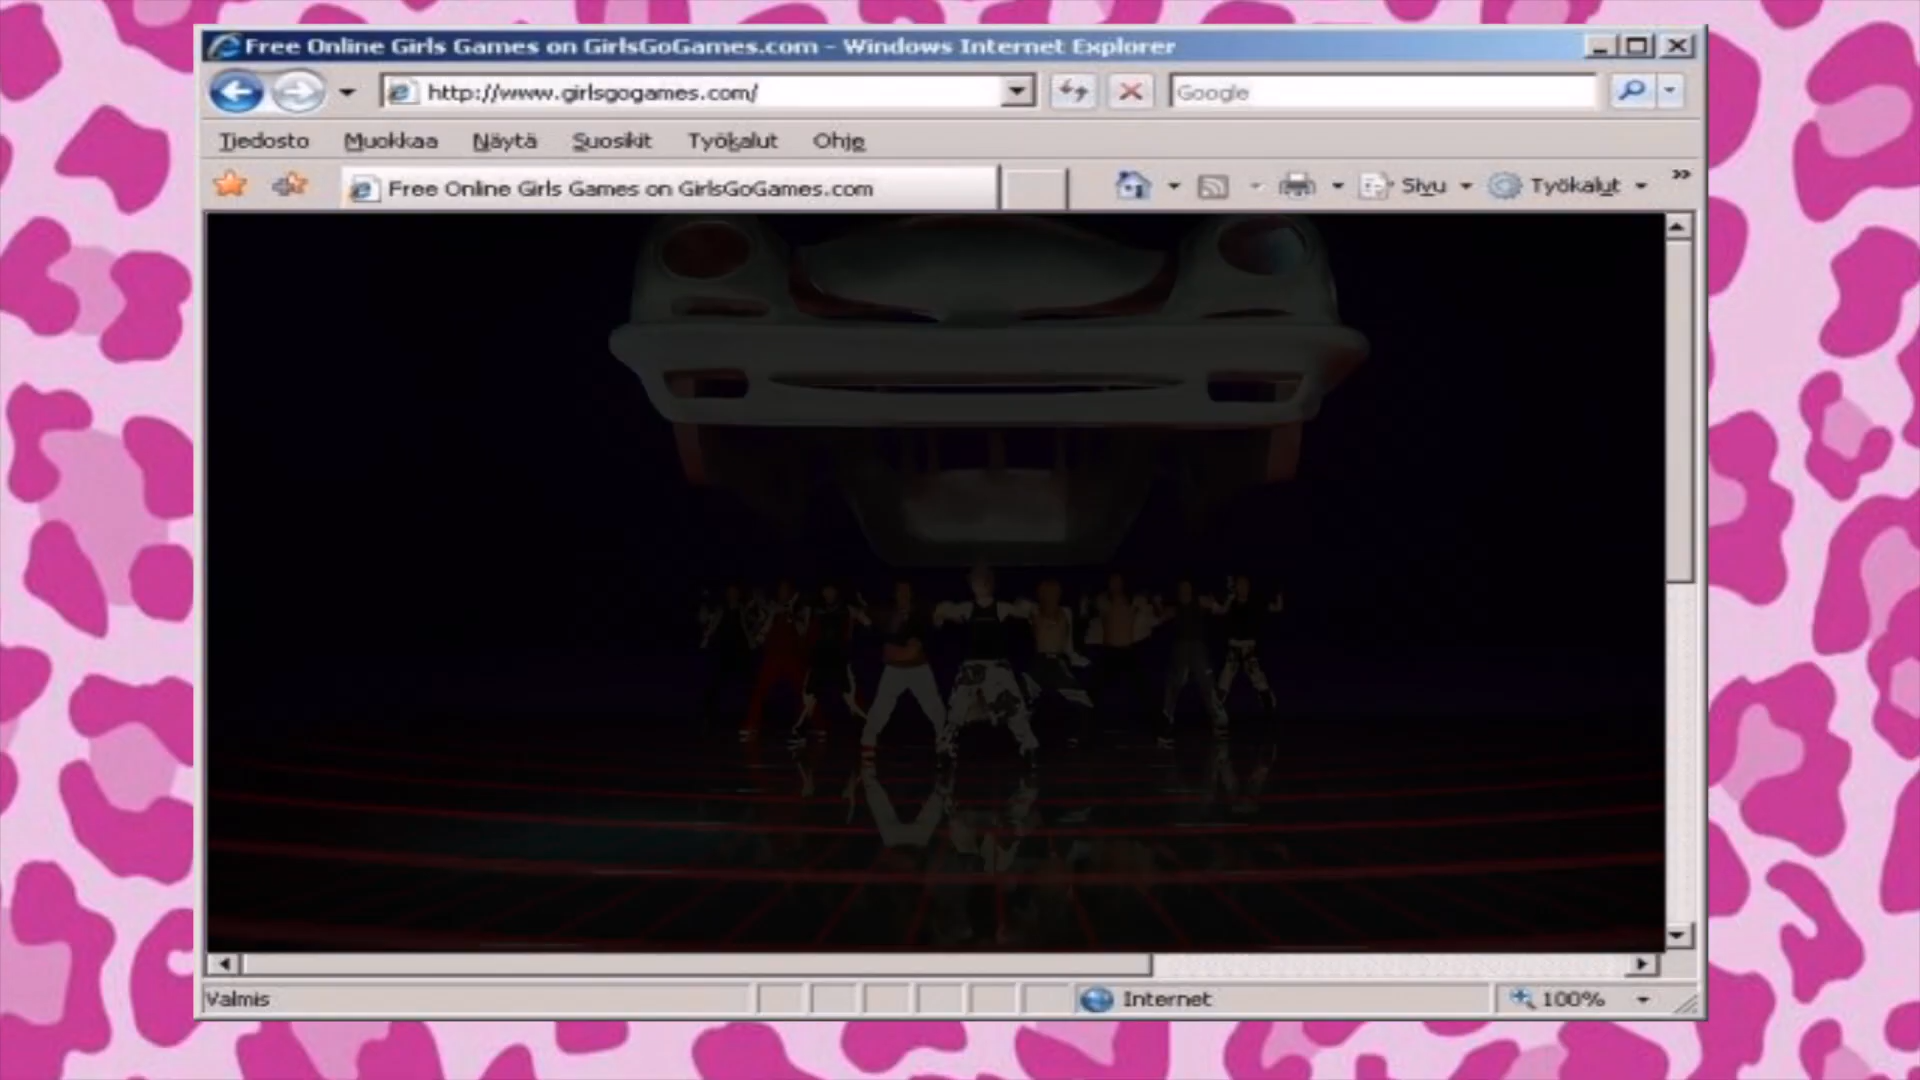 Free Online Girls Games on GirlsGoGames.com - Windows Internet Explorer
http://www.girlsgogames.com/
Google
Tiedosto Muokkaa Näytä Suosikit Työkalut Ohje
Free Online Girls Games on GirlsGoGames.com
Sivu Työkalut »
Valmis
Internet
100%